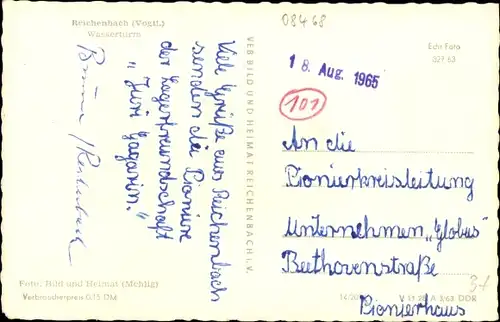 Reichenbach (Vogtl.)
Wasserturm
Viele Grüße aus Reichenbach
senden die Pioniere
der Lagerfreundschaft
"Juri Gagarin."
VEB BILD UND HEIMAT REICHENBACH I. V.
08468
Echt Foto
18. Aug. 1965
101
An die
Pionierkreisleitung
Unternehmen "Globus"
Beethovenstraße
Pionierhaus
Foto: Bild und Heimat (Mehlig)
Verbraucherpreis 0,15 DM
A 3/63 DDR